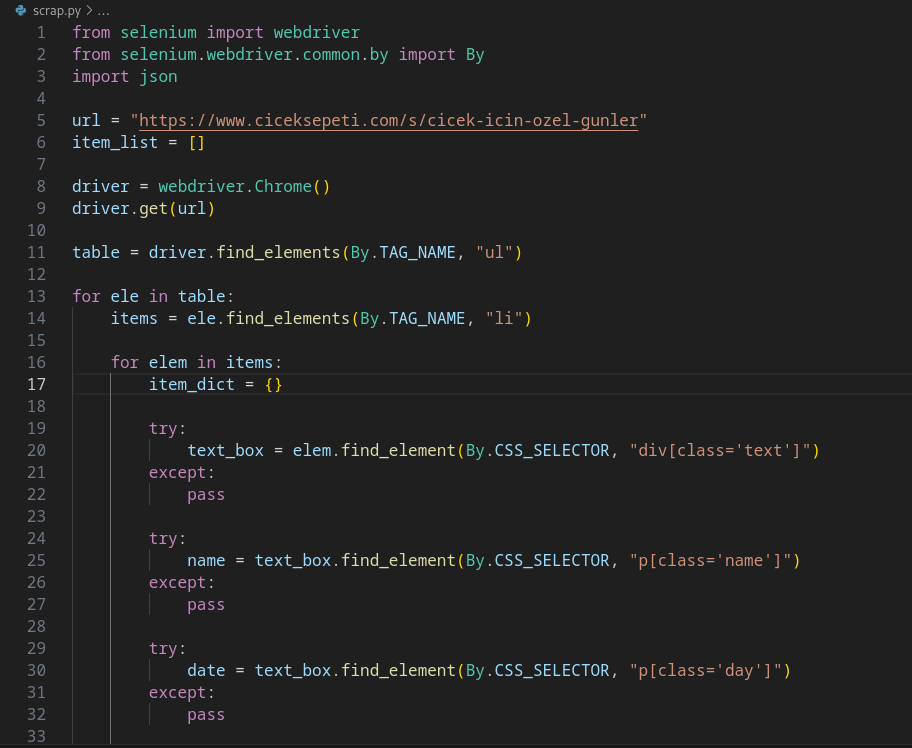 scrap.py > ...
1 from selenium import webdriver
2 from selenium.webdriver.common.by import By
3 import json
4
5 url = "https://www.ciceksepeti.com/s/cicek-icin-ozel-gunler"
6 item_list = []
7
8 driver = webdriver.Chrome()
9 driver.get(url)
10
11 table = driver.find_elements(By.TAG_NAME, "ul")
12
13 for ele in table:
14     items = ele.find_elements(By.TAG_NAME, "li")
15
16     for elem in items:
17         item_dict = {}
18
19         try:
20             text_box = elem.find_element(By.CSS_SELECTOR, "div[class='text']")
21         except:
22             pass
23
24         try:
25             name = text_box.find_element(By.CSS_SELECTOR, "p[class='name']")
26         except:
27             pass
28
29         try:
30             date = text_box.find_element(By.CSS_SELECTOR, "p[class='day']")
31         except:
32             pass
33